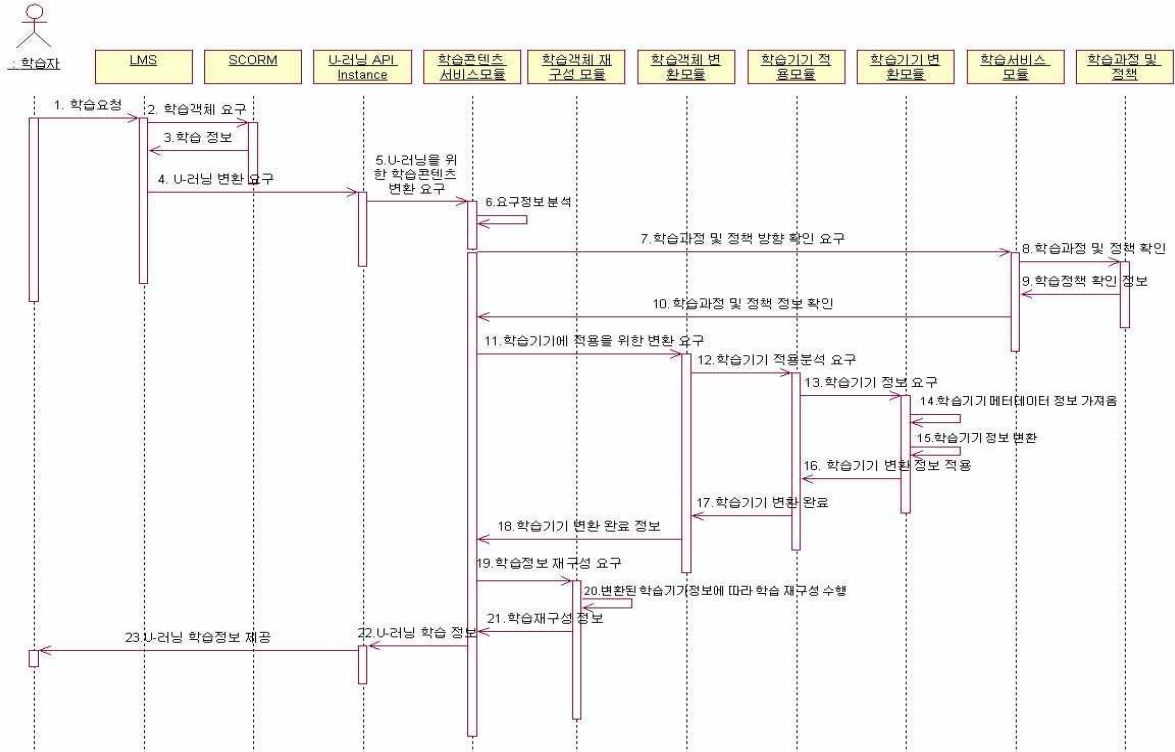 : 학습자
LMS
SCORM
U-러닝 API
Instance
학습콘텐츠
서비스모듈
학습객체 재
구성 모듈
학습객체 변
환모듈
학습기기 적
용모듈
학습기기 변
환모듈
학습서비스
모듈
학습과정 및
정책
1. 학습요청
2. 학습객체 요구
3.학습 정보
4. U-러닝 변환 요구
5.U-러닝을 위
한 학습콘텐츠
변환 요구
6.요구정보 분석
7.학습과정 및 정책 방향 확인 요구
8.학습과정 및 정책 확인
9.학습정책 확인 정보
10.학습과정 및 정책 정보 확인
11.학습기기에 적용을 위한 변환 요구
12.학습기기 적용분석 요구
13.학습기기 정보 요구
14.학습기기 메터데이터 정보 가져옴
15.학습기기 정보 변환
16. 학습기기 변환 정보 적용
17.학습기기 변환 완료
18.학습기기 변환 완료 정보
19.학습정보 재구성 요구
20.변환된 학습기기정보에 따라 학습 재구성 수행
21.학습재구성 정보
22.U-러닝 학습 정보
23.U-러닝 학습정보 제공